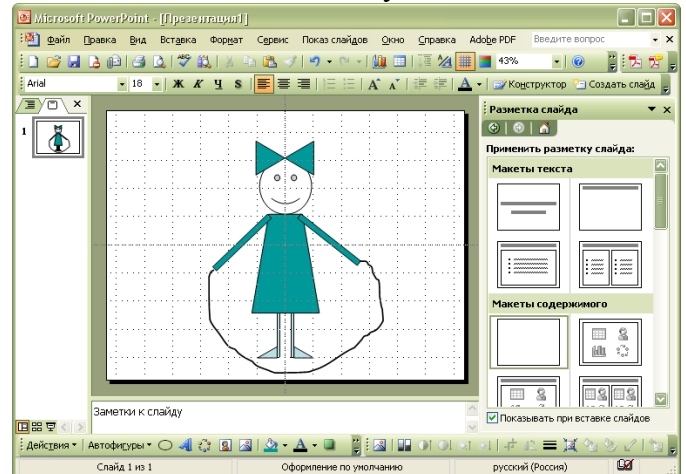 Microsoft PowerPoint - [Презентация1]
Файл Правка Вид Вставка Формат Сервис Показ слайдов Окно Справка Adobe PDF Введите вопрос
43%
Arial 18 Ж К Ч S Конструктор Создать слайд
Разметка слайда
1
Применить разметку слайда:
Макеты текста
Макеты содержимого
Заметки к слайду
Показывать при вставке слайдов
Действия Автофигуры
Слайд 1 из 1 Оформление по умолчанию русский (Россия)